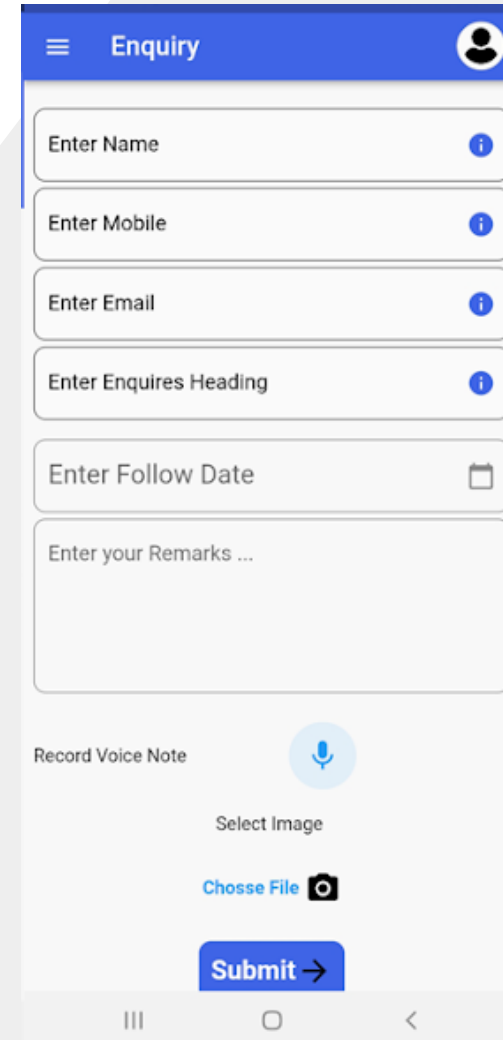 Enquiry
Enter Name
Enter Mobile
Enter Email
Enter Enquires Heading
Enter Follow Date
Enter your Remarks ...
Record Voice Note
Select Image
Chosse File
Submit